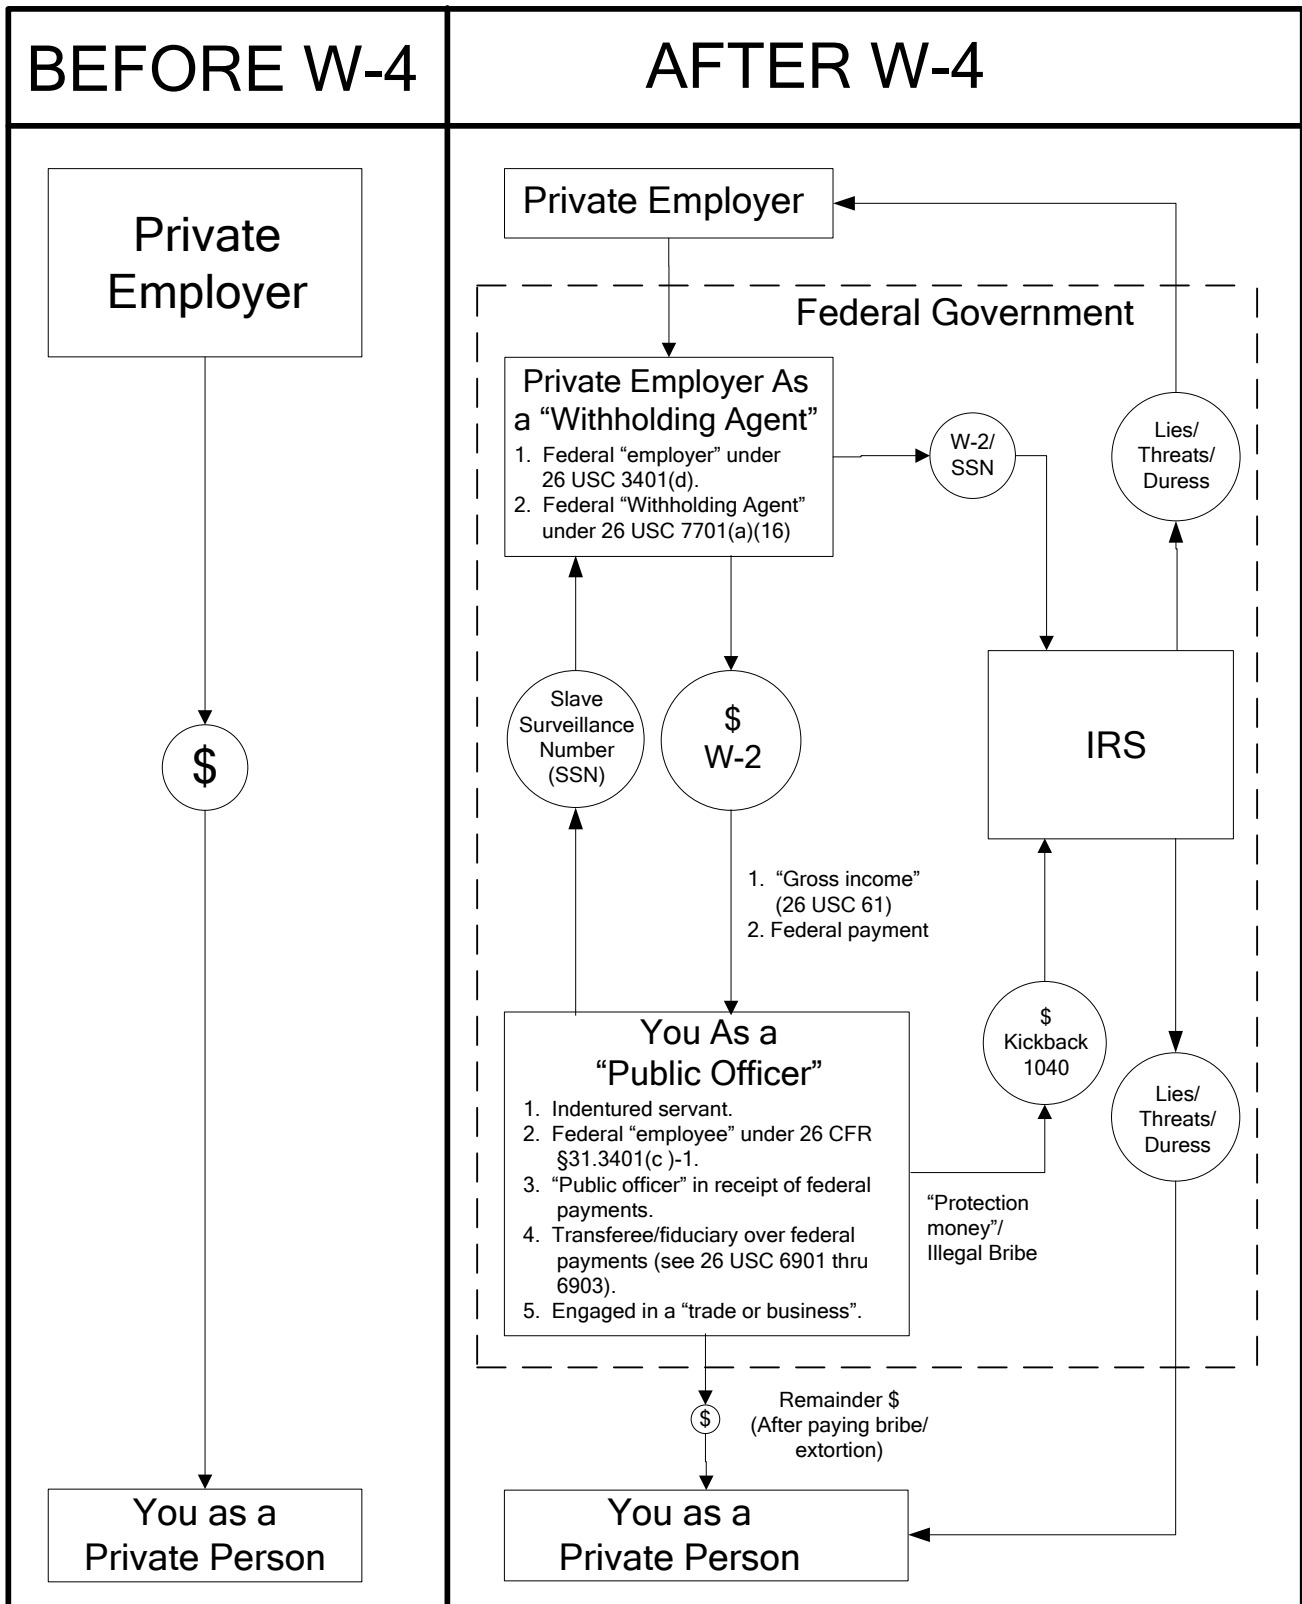 BEFORE W-4
AFTER W-4
Private
Employer
$
You as a
Private Person
Private Employer
Federal Government
Private Employer As
a “Withholding Agent”
1. Federal “employer” under
26 USC 3401(d).
2. Federal “Withholding Agent”
under 26 USC 7701(a)(16)
W-2/
SSN
Lies/
Threats/
Duress
Slave
Surveillance
Number
(SSN)
$
W-2
IRS
1. “Gross income”
(26 USC 61)
2. Federal payment
You As a
“Public Officer”
1. Indentured servant.
2. Federal “employee” under 26 CFR
§31.3401(c )-1.
3. “Public officer” in receipt of federal
payments.
4. Transferee/fiduciary over federal
payments (see 26 USC 6901 thru
6903).
5. Engaged in a “trade or business”.
$
Kickback
1040
Lies/
Threats/
Duress
“Protection
money”/
Illegal Bribe
$
Remainder $
(After paying bribe/
extortion)
You as a
Private Person